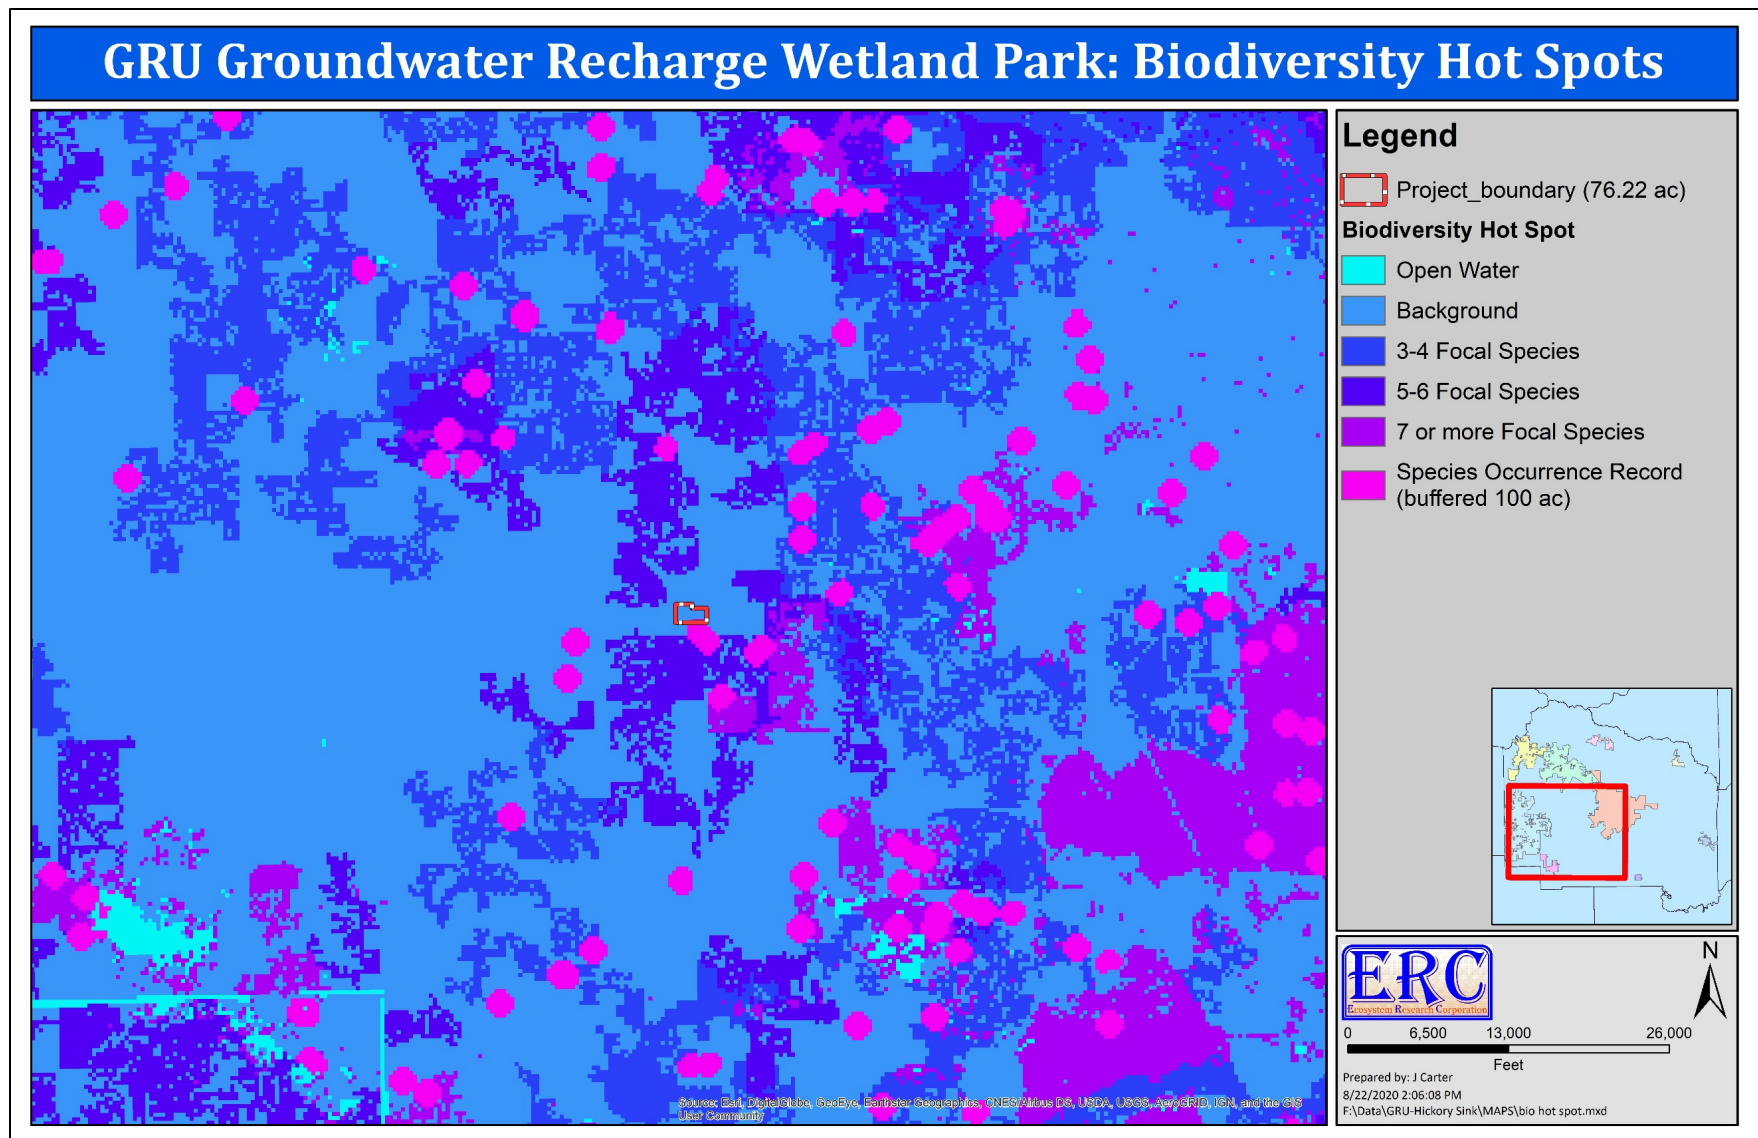 GRU Groundwater Recharge Wetland Park: Biodiversity Hot Spots
Legend
Project_boundary (76.22 ac)
Biodiversity Hot Spot
Open Water
Background
3-4 Focal Species
5-6 Focal Species
7 or more Focal Species
Species Occurrence Record
(buffered 100 ac)
ERC
Ecosystem Research Corporation
N
0 6,500 13,000 26,000
Feet
Prepared by: J Carter
8/22/2020 2:06:08 PM
F:\Data\GRU-Hickory Sink\MAPS\bio hot spot.mxd
Source: Esri, DigitalGlobe, GeoEye, Earthstar Geographics, CNES/Airbus DS, USDA, USGS, AeroGRID, IGN, and the GIS
User Community